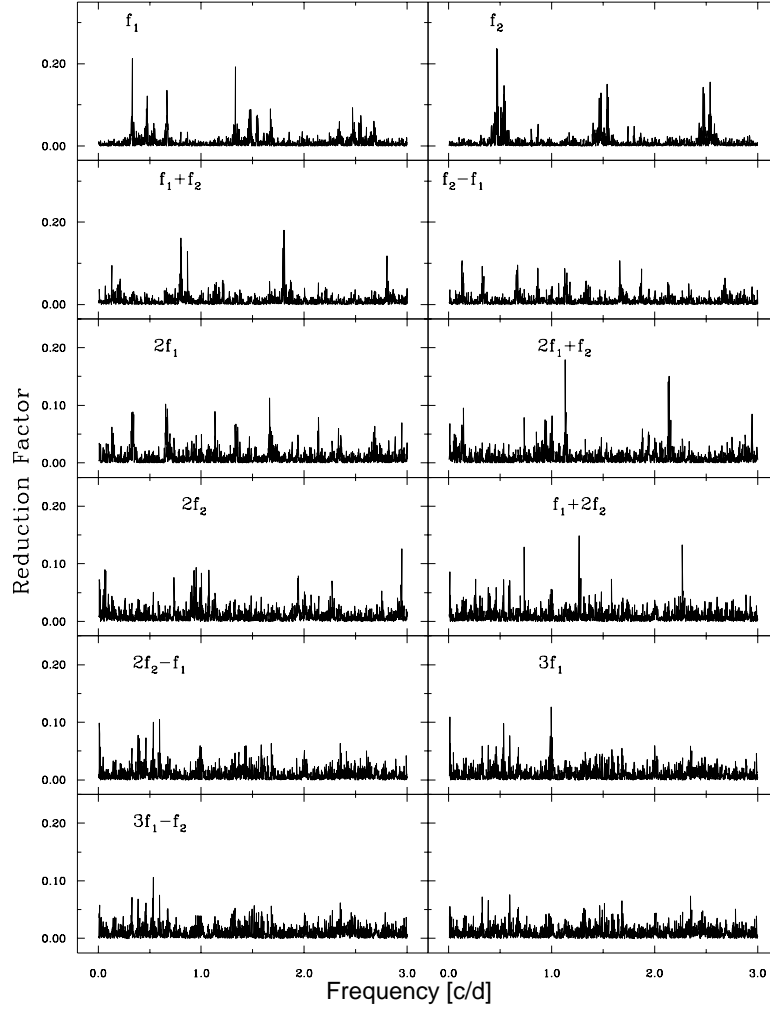 f₁
f₂
0.20
0.00
f₁+f₂
f₂−f₁
0.20
0.00
2f₁
2f₁+f₂
0.20
0.10
0.00
2f₂
f₁+2f₂
0.20
0.10
0.00
2f₂−f₁
3f₁
0.20
0.10
0.00
3f₁−f₂
0.20
0.10
0.00
Reduction Factor
0.0 1.0 2.0 3.0 0.0 1.0 2.0 3.0
Frequency [c/d]